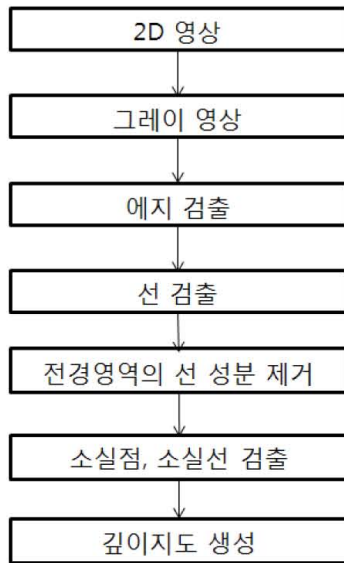 2D 영상
그레이 영상
에지 검출
선 검출
전경영역의 선 성분 제거
소실점, 소실선 검출
깊이지도 생성